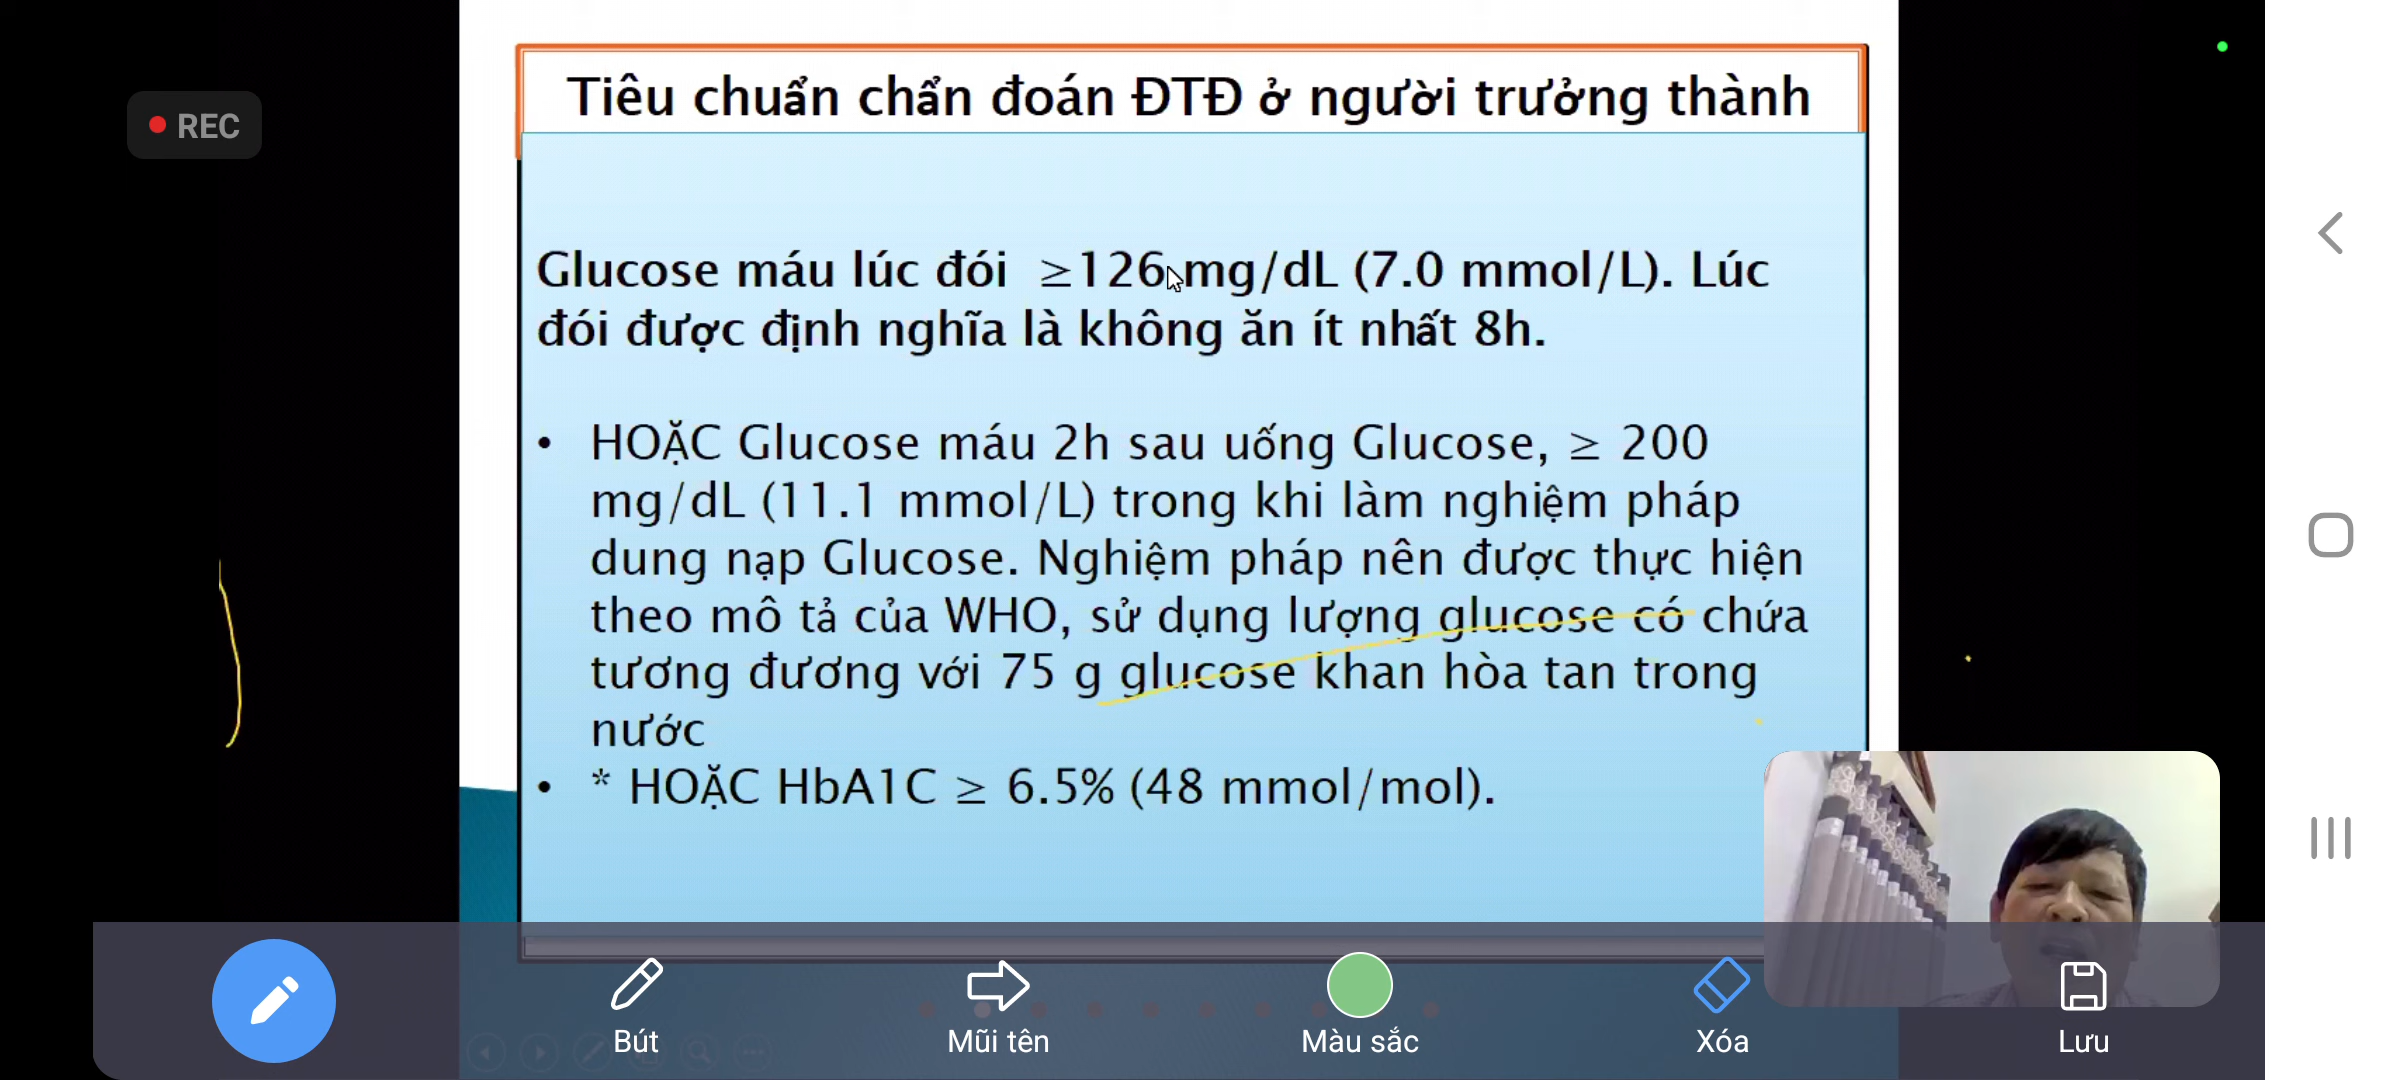 REC
Tiêu chuẩn chẩn đoán ĐTĐ ở người trưởng thành
Glucose máu lúc đói ≥126 mg/dL (7.0 mmol/L). Lúc
đói được định nghĩa là không ăn ít nhất 8h.
• HOẶC Glucose máu 2h sau uống Glucose, ≥ 200
mg/dL (11.1 mmol/L) trong khi làm nghiệm pháp
dung nạp Glucose. Nghiệm pháp nên được thực hiện
theo mô tả của WHO, sử dụng lượng glucose có chứa
tương đương với 75 g glucose khan hòa tan trong
nước
• * HOẶC HbA1C ≥ 6.5% (48 mmol/mol).
Bút
Mũi tên
Màu sắc
Xóa
Lưu